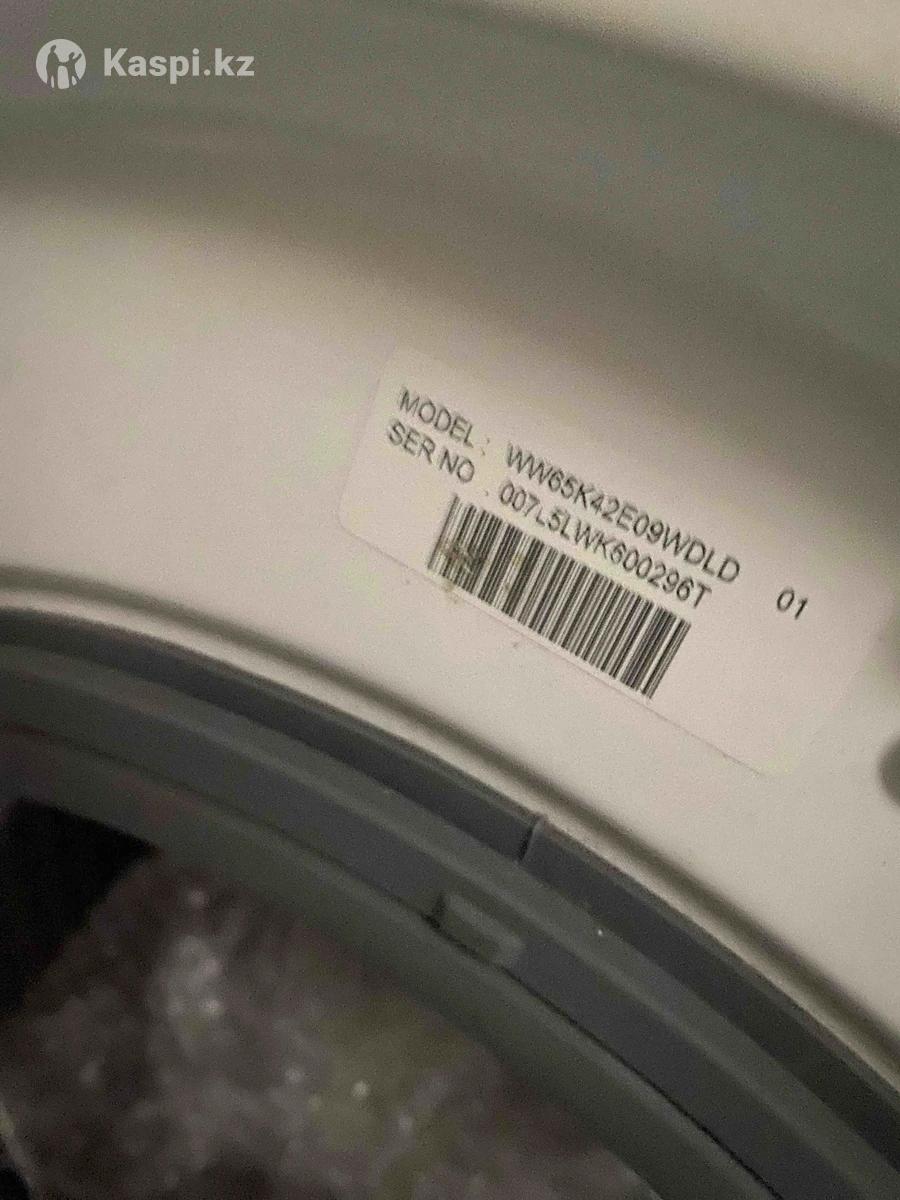 Kaspi.kz
MODEL : WW65K42E09WDLD 01
SER NO . 007L5LWK600296T